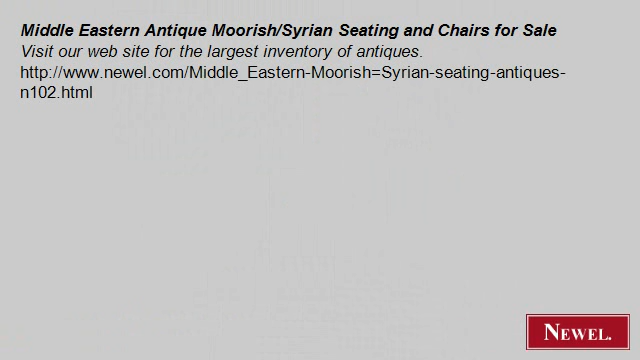 Middle Eastern Antique Moorish/Syrian Seating and Chairs for Sale
Visit our web site for the largest inventory of antiques.
http://www.newel.com/Middle_Eastern-Moorish=Syrian-seating-antiques-
n102.html
NEWEL.